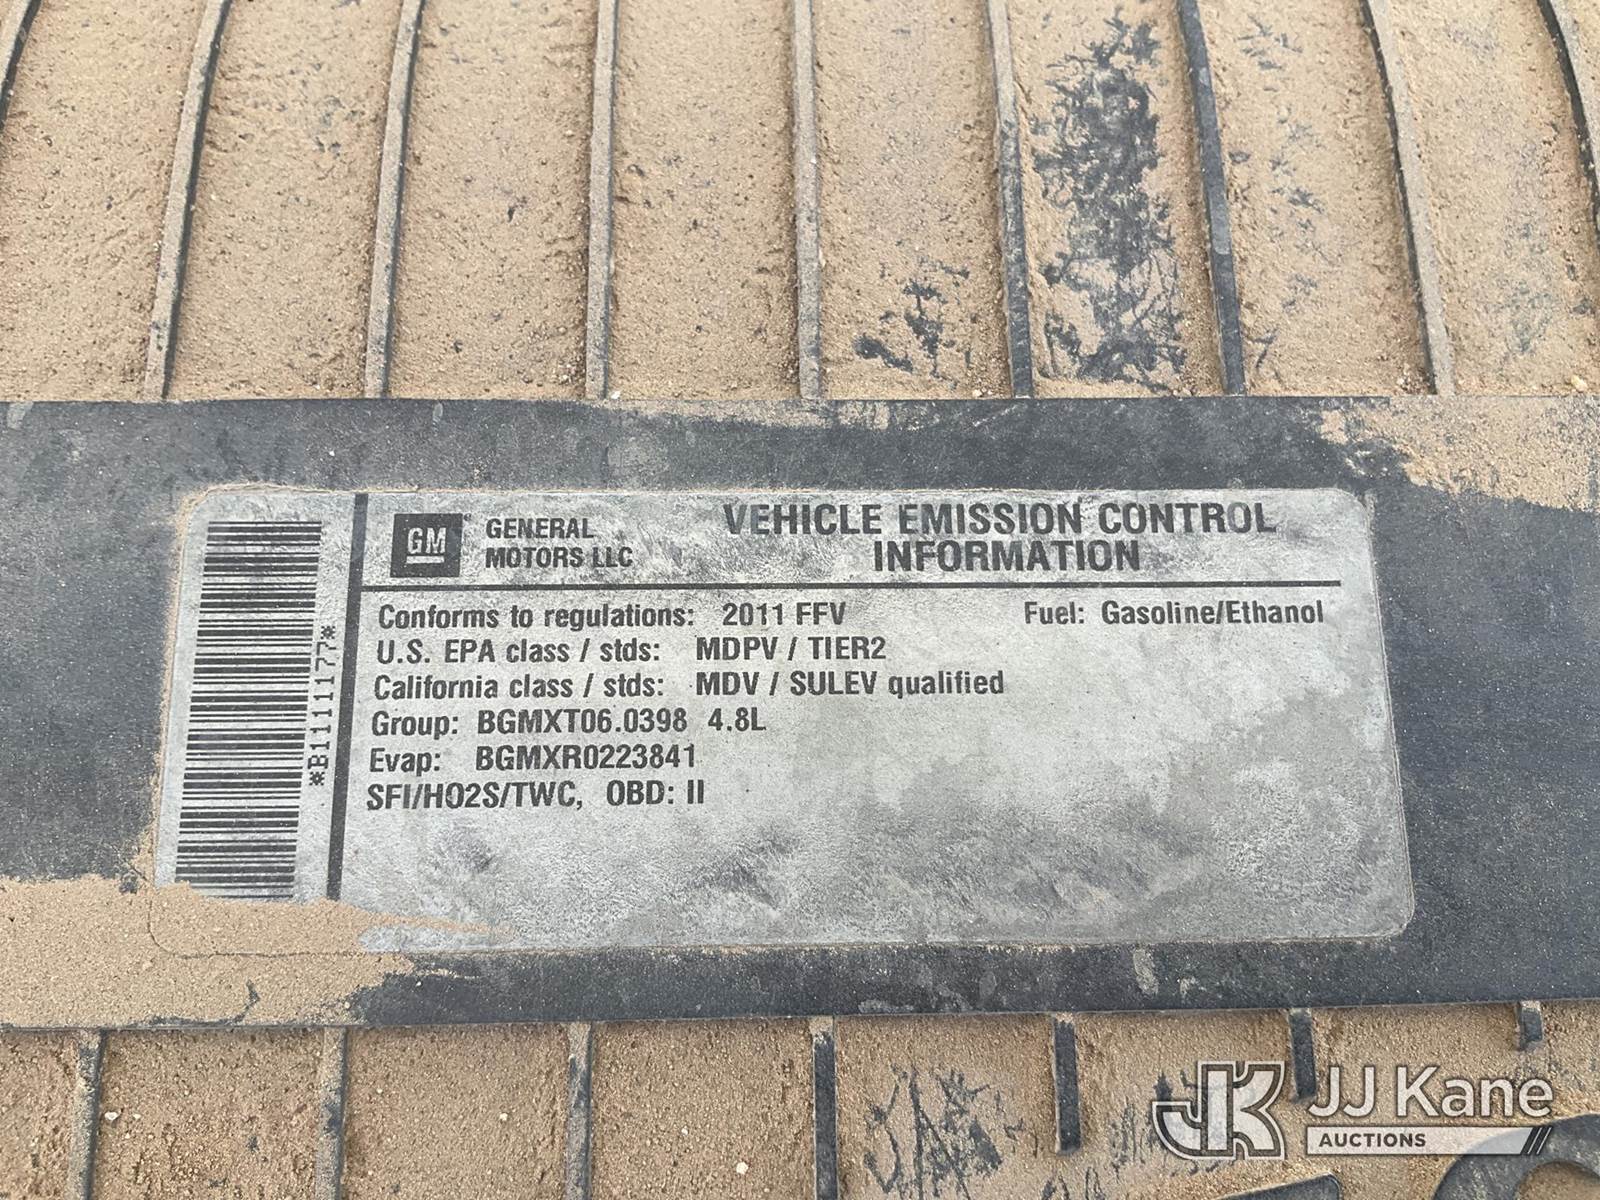 GM
GENERAL
MOTORS LLC
VEHICLE EMISSION CONTROL
INFORMATION
Conforms to regulations: 2011 FFV Fuel: Gasoline/Ethanol
U.S. EPA class / stds: MDPV / TIER2
California class / stds: MDV / SULEV qualified
Group: BGMXT06.0398 4.8L
Evap: BGMXR0223841
SFI/HO2S/TWC, OBD: II
*B1111177*
JK JJ Kane
AUCTIONS